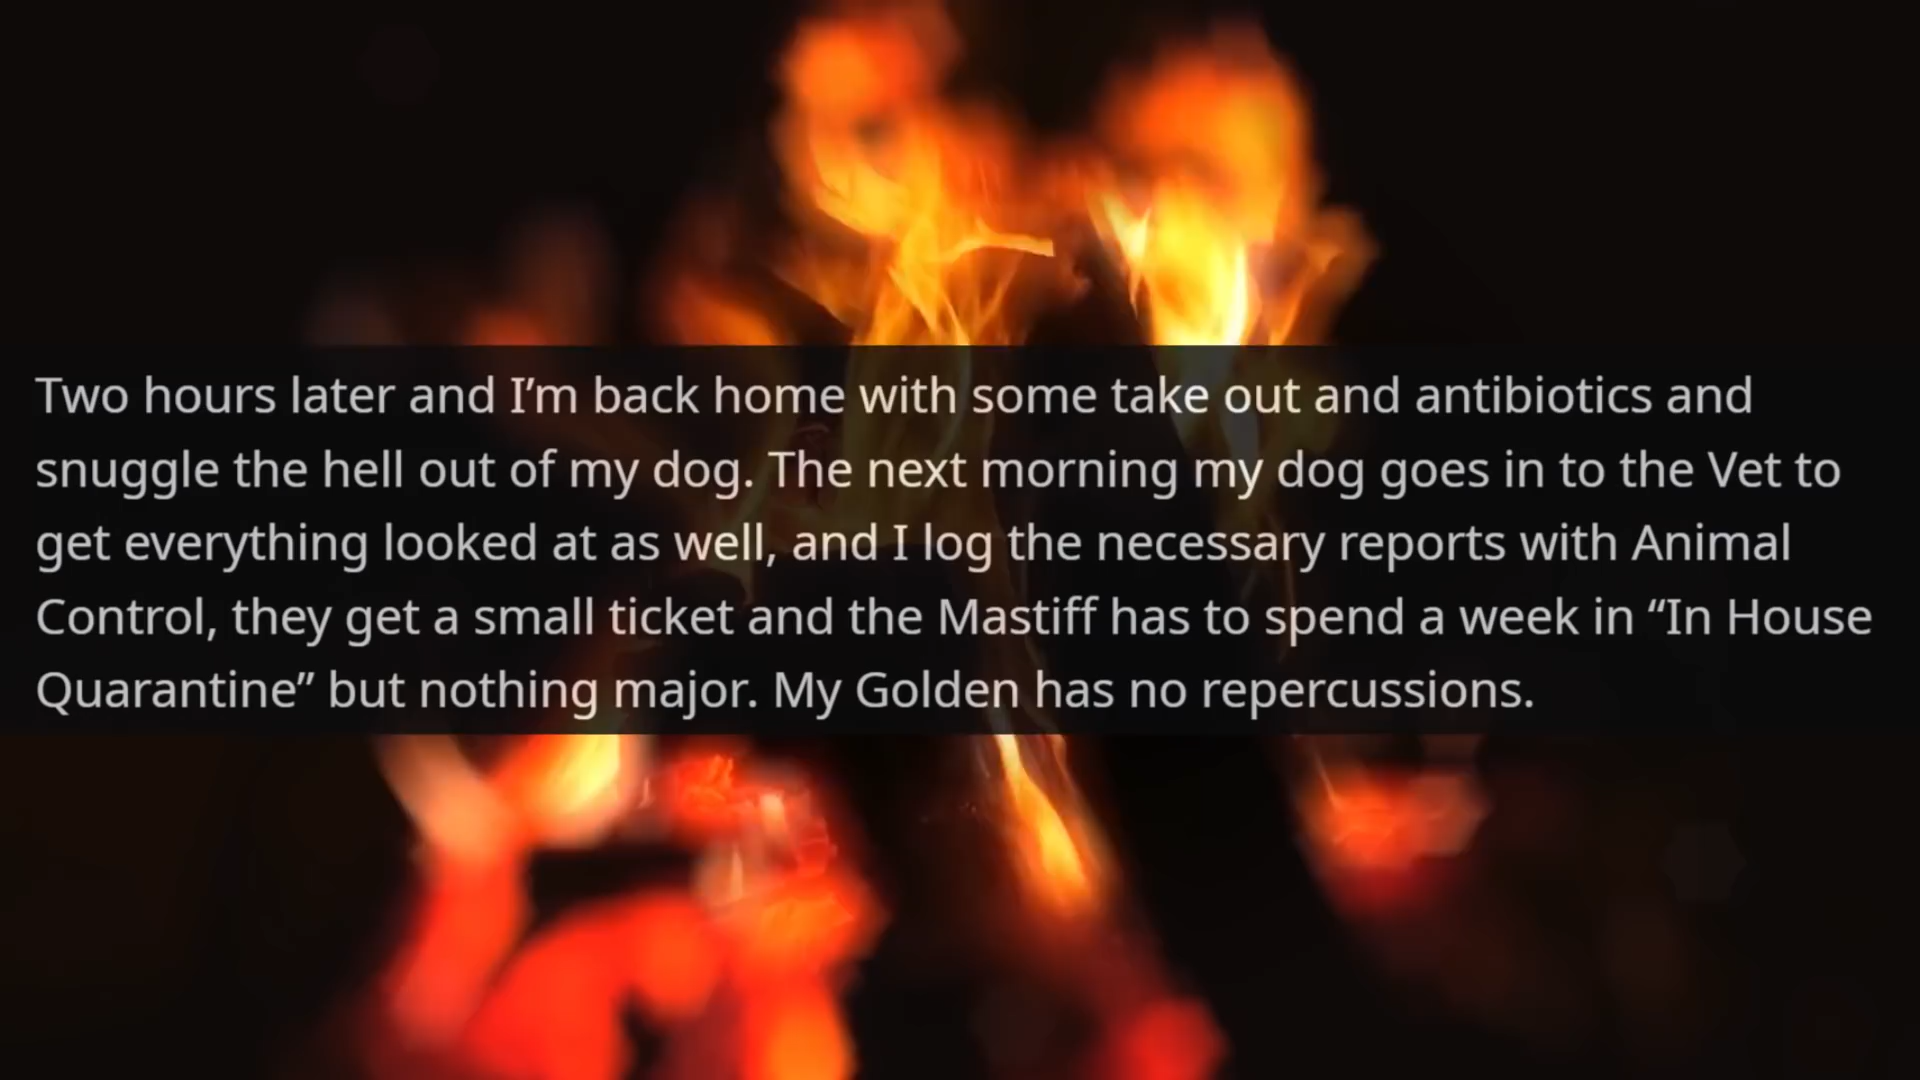 Two hours later and I’m back home with some take out and antibiotics and
snuggle the hell out of my dog. The next morning my dog goes in to the Vet to
get everything looked at as well, and I log the necessary reports with Animal
Control, they get a small ticket and the Mastiff has to spend a week in “In House
Quarantine” but nothing major. My Golden has no repercussions.